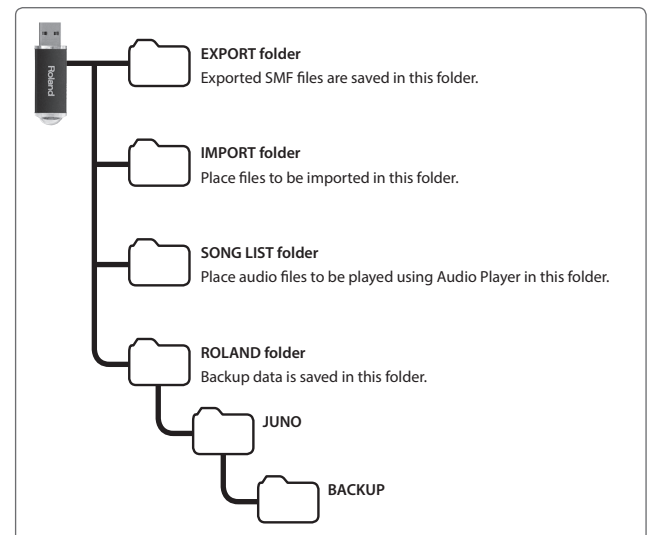 Roland
EXPORT folder
Exported SMF files are saved in this folder.
IMPORT folder
Place files to be imported in this folder.
SONG LIST folder
Place audio files to be played using Audio Player in this folder.
ROLAND folder
Backup data is saved in this folder.
JUNO
BACKUP